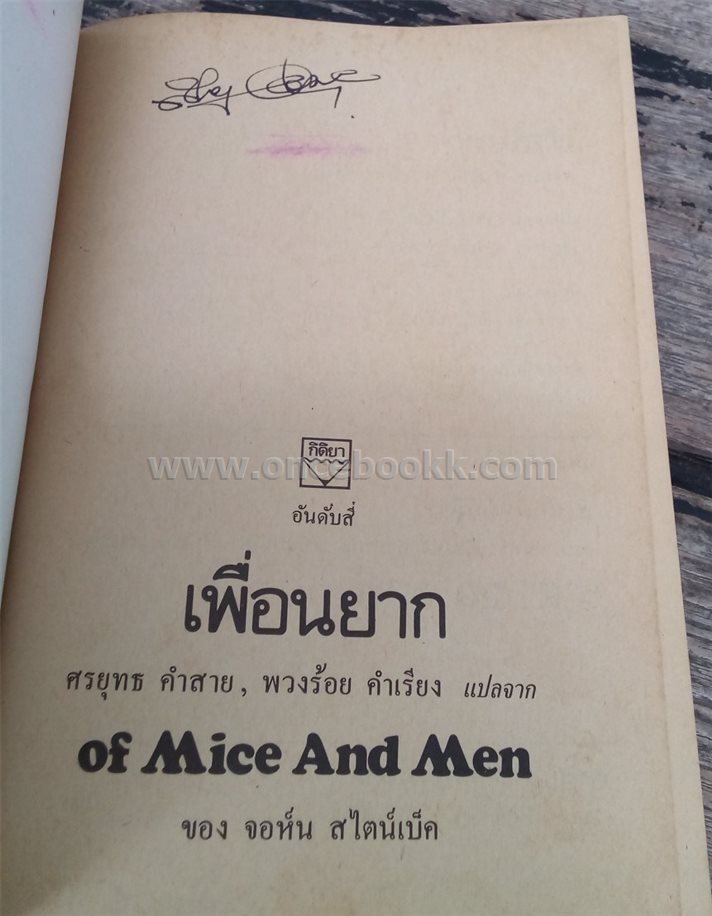 กิติยา
www.oncebookk.com
อันดับสี่
เพื่อนยาก
ศรยุทธ คำสาย, พวงร้อย คำเรียง แปลจาก
of Mice And Men
ของ จอห์น สไตน์เบ็ค